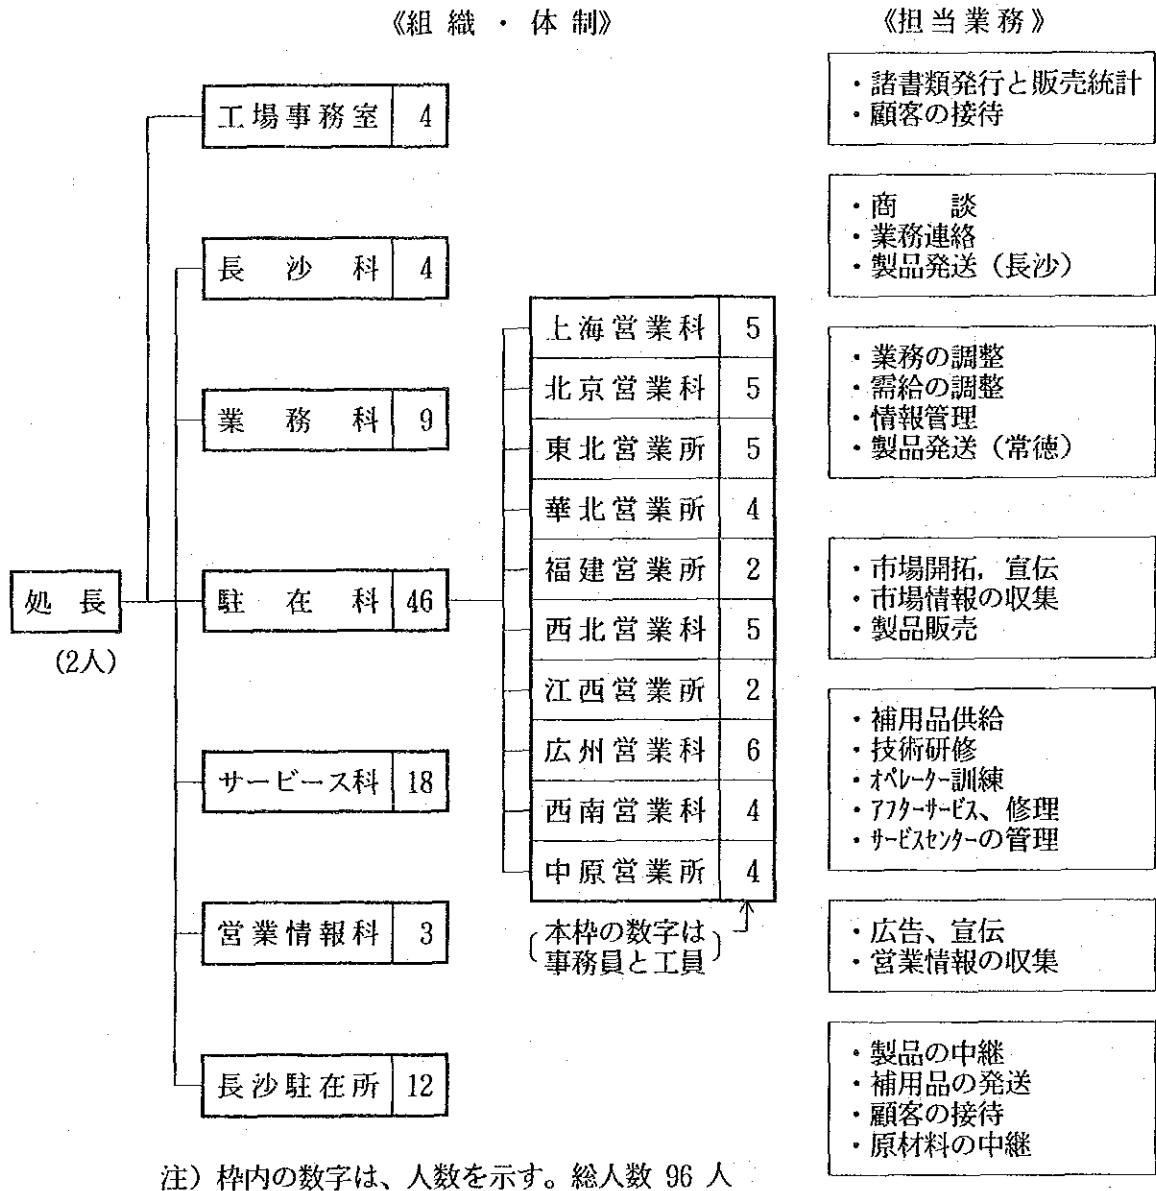 《組 織 ・ 体 制》
《担当業務》
工場事務室 4
・諸書類発行と販売統計
・顧客の接待
長 沙 科 4
・商 談
・業務連絡
・製品発送（長沙）
業 務 科 9
・業務の調整
・需給の調整
・情報管理
・製品発送（常徳）
処 長
(2人)
駐 在 科 46
上海営業科 5
北京営業科 5
東北営業所 5
華北営業所 4
福建営業所 2
西北営業科 5
江西営業所 2
広州営業科 6
西南営業科 4
中原営業所 4
本枠の数字は
事務員と工員
・市場開拓，宣伝
・市場情報の収集
・製品販売
サービース科 18
・補用品供給
・技術研修
・ｵペﾚｰﾀｰ訓練
・ｱﾌﾀｰｻｰﾋﾞｽ、修理
・ｻｰﾋﾞｽｾﾝﾀｰの管理
営業情報科 3
・広告、宣伝
・営業情報の収集
長沙駐在所 12
・製品の中継
・補用品の発送
・顧客の接待
・原材料の中継
注）枠内の数字は、人数を示す。総人数 96 人